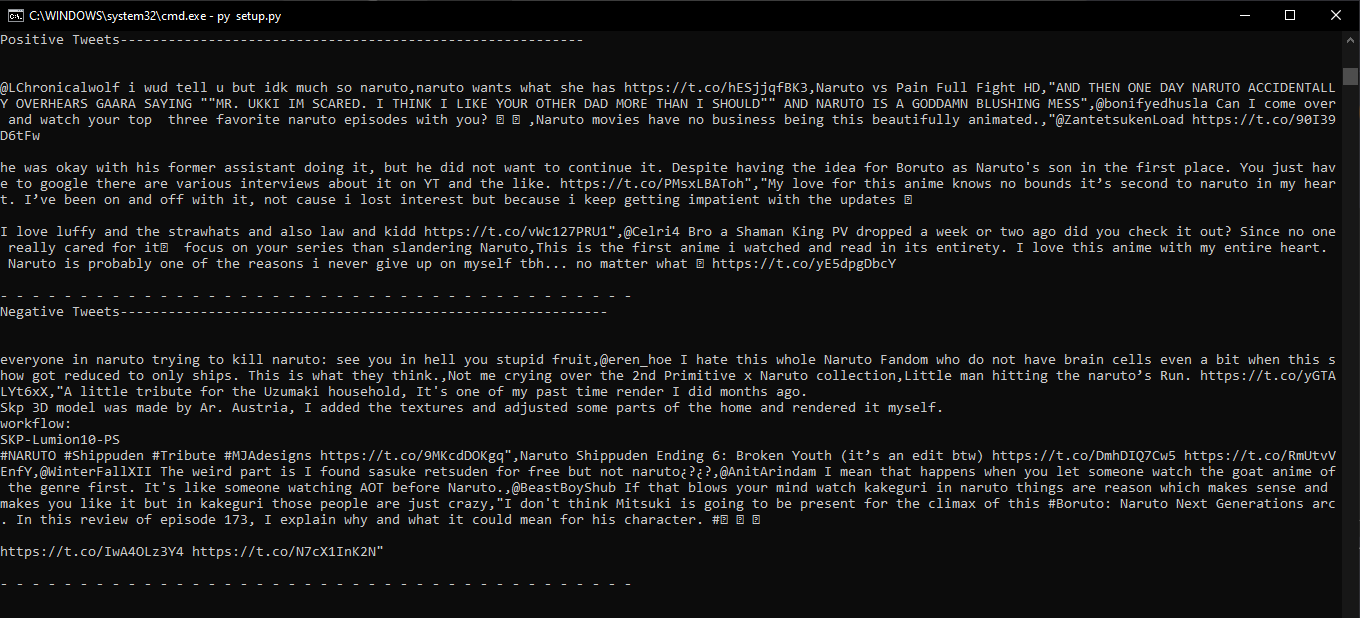 C:\WINDOWS\system32\cmd.exe - py setup.py
Positive Tweets----------------------------------------------------------
@LChronicalwolf i wud tell u but idk much so naruto,naruto wants what she has https://t.co/hESjjqfBK3,Naruto vs Pain Full Fight HD,"AND THEN ONE DAY NARUTO ACCIDENTALL
Y OVERHEARS GAARA SAYING ""MR. UKKI IM SCARED. I THINK I LIKE YOUR OTHER DAD MORE THAN I SHOULD"" AND NARUTO IS A GODDAMN BLUSHING MESS",@bonifyedhusla Can I come over
and watch your top  three favorite naruto episodes with you? ,Naruto movies have no business being this beautifully animated.,"@ZantetsukenLoad https://t.co/90I39
D6tFw
he was okay with his former assistant doing it, but he did not want to continue it. Despite having the idea for Boruto as Naruto's son in the first place. You just hav
e to google there are various interviews about it on YT and the like. https://t.co/PMsxLBAToh","My love for this anime knows no bounds it’s second to naruto in my hear
t. I’ve been on and off with it, not cause i lost interest but because i keep getting impatient with the updates
I love luffy and the strawhats and also law and kidd https://t.co/vWc127PRU1",@Celri4 Bro a Shaman King PV dropped a week or two ago did you check it out? Since no one
really cared for it  focus on your series than slandering Naruto,This is the first anime i watched and read in its entirety. I love this anime with my entire heart.
Naruto is probably one of the reasons i never give up on myself tbh... no matter what https://t.co/yE5dpgDbcY
- - - - - - - - - - - - - - - - - - - - - - - - - - - - - - - - - - - - - - - -
Negative Tweets-------------------------------------------------------------
everyone in naruto trying to kill naruto: see you in hell you stupid fruit,@eren_hoe I hate this whole Naruto Fandom who do not have brain cells even a bit when this s
how got reduced to only ships. This is what they think.,Not me crying over the 2nd Primitive x Naruto collection,Little man hitting the naruto’s Run. https://t.co/yGTA
LYt6xX,"A little tribute for the Uzumaki household, It's one of my past time render I did months ago.
Skp 3D model was made by Ar. Austria, I added the textures and adjusted some parts of the home and rendered it myself.
workflow:
SKP-Lumion10-PS
#NARUTO #Shippuden #Tribute #MJAdesigns https://t.co/9MKcdDOKgq",Naruto Shippuden Ending 6: Broken Youth (it’s an edit btw) https://t.co/DmhDIQ7Cw5 https://t.co/RmUtvV
EnfY,@WinterFallXII The weird part is I found sasuke retsuden for free but not naruto¿?¿?,@AnitArindam I mean that happens when you let someone watch the goat anime of
the genre first. It's like someone watching AOT before Naruto.,@BeastBoyShub If that blows your mind watch kakeguri in naruto things are reason which makes sense and
makes you like it but in kakeguri those people are just crazy,"I don't think Mitsuki is going to be present for the climax of this #Boruto: Naruto Next Generations arc
. In this review of episode 173, I explain why and what it could mean for his character. #
https://t.co/IwA4OLz3Y4 https://t.co/N7cX1InK2N"
- - - - - - - - - - - - - - - - - - - - - - - - - - - - - - - - - - - - - - - -